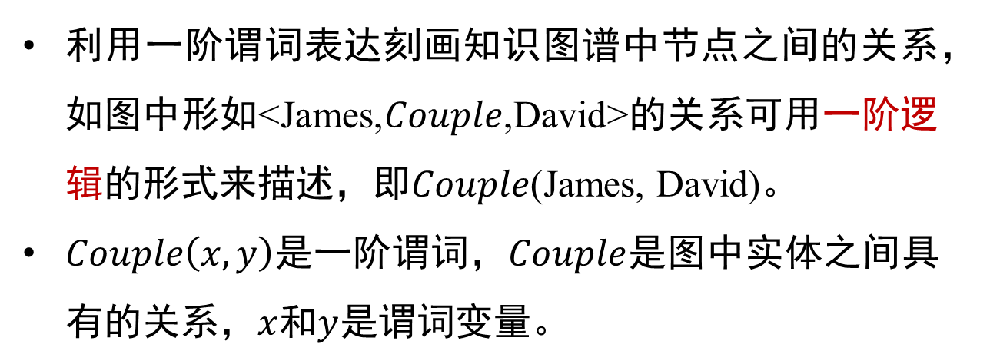 • 利用一阶谓词表达刻画知识图谱中节点之间的关系，
如图中形如<James,Couple,David>的关系可用一阶逻
辑的形式来描述，即Couple(James, David)。
• Couple(x,y)是一阶谓词，Couple是图中实体之间具
有的关系，x和y是谓词变量。